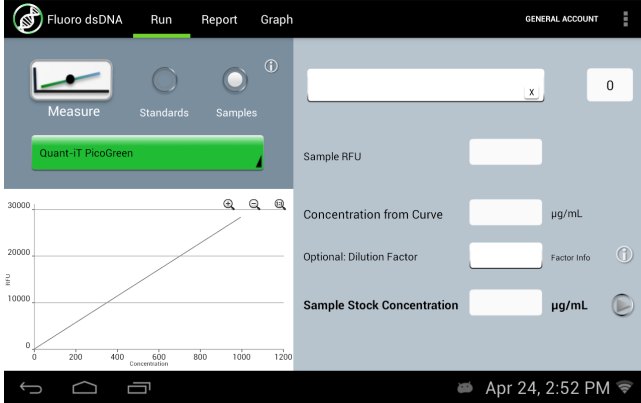 Fluoro dsDNA Run Report Graph GENERAL ACCOUNT
i
Measure Standards Samples
x 0
Quant-iT PicoGreen
Sample RFU
30000
20000
10000
0
RFU
0 200 400 600 800 1000 1200
Concentration
Concentration from Curve µg/mL
Optional: Dilution Factor Factor Info i
Sample Stock Concentration µg/mL
Apr 24, 2:52 PM